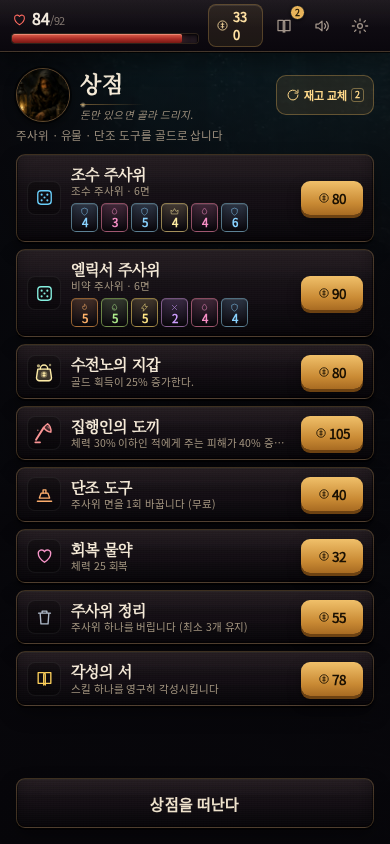 84/92
33
0
2
상점
돈만 있으면 골라 드리지.
재고 교체 2
주사위 · 유물 · 단조 도구를 골드로 삽니다
조수 주사위
조수 주사위 · 6면
4 3 5 4 4 6
80
엘릭서 주사위
비약 주사위 · 6면
5 5 5 2 4 4
90
수전노의 지갑
골드 획득이 25% 증가한다.
80
집행인의 도끼
체력 30% 이하인 적에게 주는 피해가 40% 증…
105
단조 도구
주사위 면을 1회 바꿉니다 (무료)
40
회복 물약
체력 25 회복
32
주사위 정리
주사위 하나를 버립니다 (최소 3개 유지)
55
각성의 서
스킬 하나를 영구히 각성시킵니다
78
상점을 떠난다